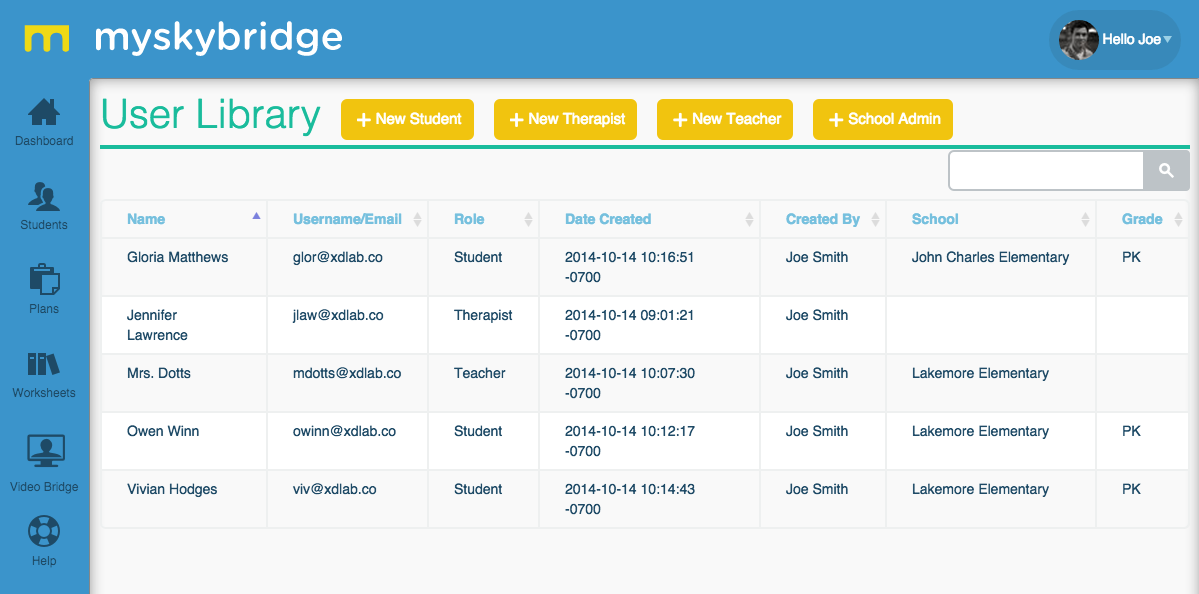 myskybridge
Hello Joe
Dashboard
Students
Plans
Worksheets
Video Bridge
Help
User Library
+ New Student
+ New Therapist
+ New Teacher
+ School Admin
Name Username/Email Role Date Created Created By School Grade
Gloria Matthews glor@xdlab.co Student 2014-10-14 10:16:51 Joe Smith John Charles Elementary PK
-0700
Jennifer jlaw@xdlab.co Therapist 2014-10-14 09:01:21 Joe Smith
Lawrence -0700
Mrs. Dotts mdotts@xdlab.co Teacher 2014-10-14 10:07:30 Joe Smith Lakemore Elementary
-0700
Owen Winn owinn@xdlab.co Student 2014-10-14 10:12:17 Joe Smith Lakemore Elementary PK
-0700
Vivian Hodges viv@xdlab.co Student 2014-10-14 10:14:43 Joe Smith Lakemore Elementary PK
-0700